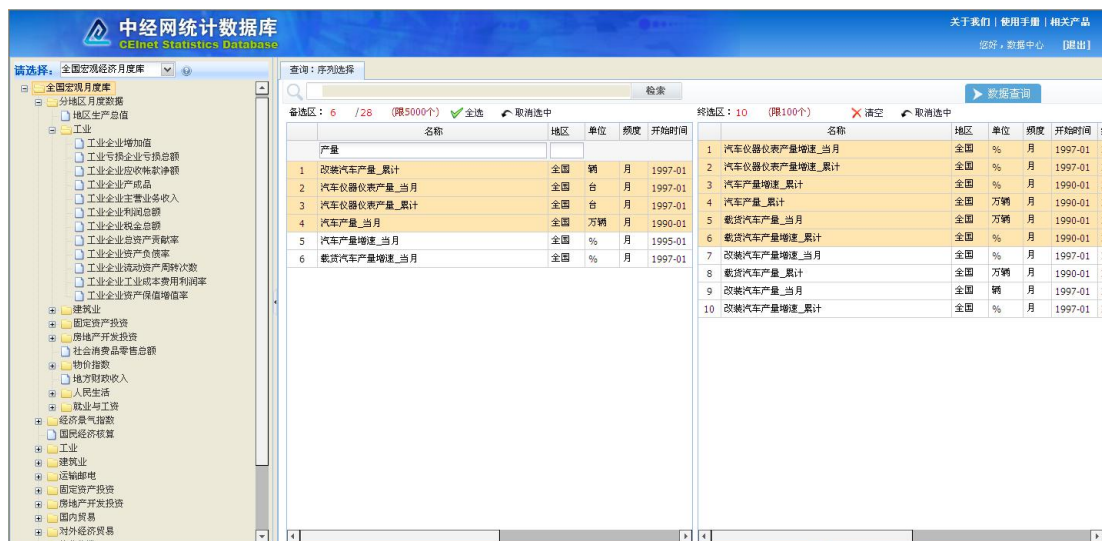 中经网统计数据库
CEInet Statistics Database
关于我们 | 使用手册 | 相关产品
您好，数据中心 [退出]
请选择： 全国宏观经济月度库
全国宏观月度库
分地区月度数据
地区生产总值
工业
工业企业增加值
工业亏损企业亏损总额
工业企业应收帐款净额
工业企业产成品
工业企业主营业务收入
工业企业利润总额
工业企业税金总额
工业企业总资产贡献率
工业企业资产负债率
工业企业流动资产周转次数
工业企业工业成本费用利润率
工业企业资产保值增值率
建筑业
固定资产投资
房地产开发投资
社会消费品零售总额
物价指数
地方财政收入
人民生活
就业与工资
经济景气指数
国民经济核算
工业
建筑业
运输邮电
固定资产投资
房地产开发投资
国内贸易
对外经济贸易
查询：序列选择
检索
数据查询
备选区： 6 /28 (限5000个) 全选 取消选中
名称 地区 单位 频度 开始时间
产量
1 改装汽车产量_累计 全国 辆 月 1997-01
2 汽车仪器仪表产量_当月 全国 台 月 1997-01
3 汽车仪器仪表产量_累计 全国 台 月 1997-01
4 汽车产量_当月 全国 万辆 月 1990-01
5 汽车产量增速_当月 全国 % 月 1995-01
6 载货汽车产量增速_当月 全国 % 月 1997-01
终选区： 10 (限100个) 清空 取消选中
名称 地区 单位 频度 开始时间
1 汽车仪器仪表产量增速_当月 全国 % 月 1997-01
2 汽车仪器仪表产量增速_累计 全国 % 月 1997-01
3 汽车产量增速_累计 全国 % 月 1990-01
4 汽车产量_累计 全国 万辆 月 1990-01
5 载货汽车产量_当月 全国 万辆 月 1990-01
6 载货汽车产量增速_累计 全国 % 月 1990-01
7 改装汽车产量增速_当月 全国 % 月 1997-01
8 载货汽车产量_累计 全国 万辆 月 1990-01
9 改装汽车产量_当月 全国 辆 月 1997-01
10 改装汽车产量增速_累计 全国 % 月 1997-01